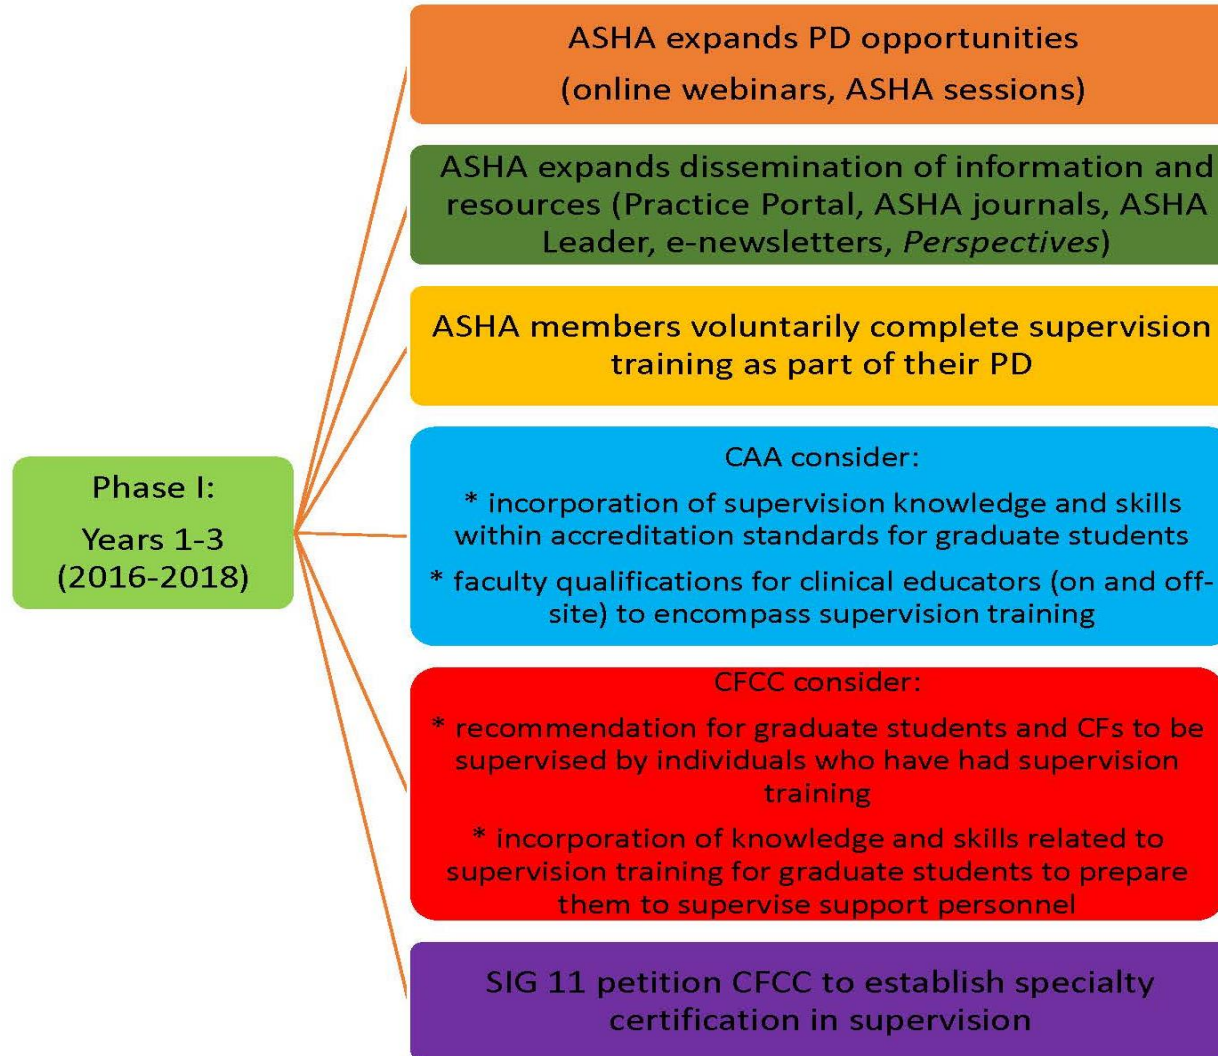 ASHA expands PD opportunities
(online webinars, ASHA sessions)
ASHA expands dissemination of information and
resources (Practice Portal, ASHA journals, ASHA
Leader, e-newsletters, Perspectives)
ASHA members voluntarily complete supervision
training as part of their PD
Phase I:
Years 1-3
(2016-2018)
CAA consider:
* incorporation of supervision knowledge and skills
within accreditation standards for graduate students
* faculty qualifications for clinical educators (on and off-
site) to encompass supervision training
CFCC consider:
* recommendation for graduate students and CFs to be
supervised by individuals who have had supervision
training
* incorporation of knowledge and skills related to
supervision training for graduate students to prepare
them to supervise support personnel
SIG 11 petition CFCC to establish specialty
certification in supervision